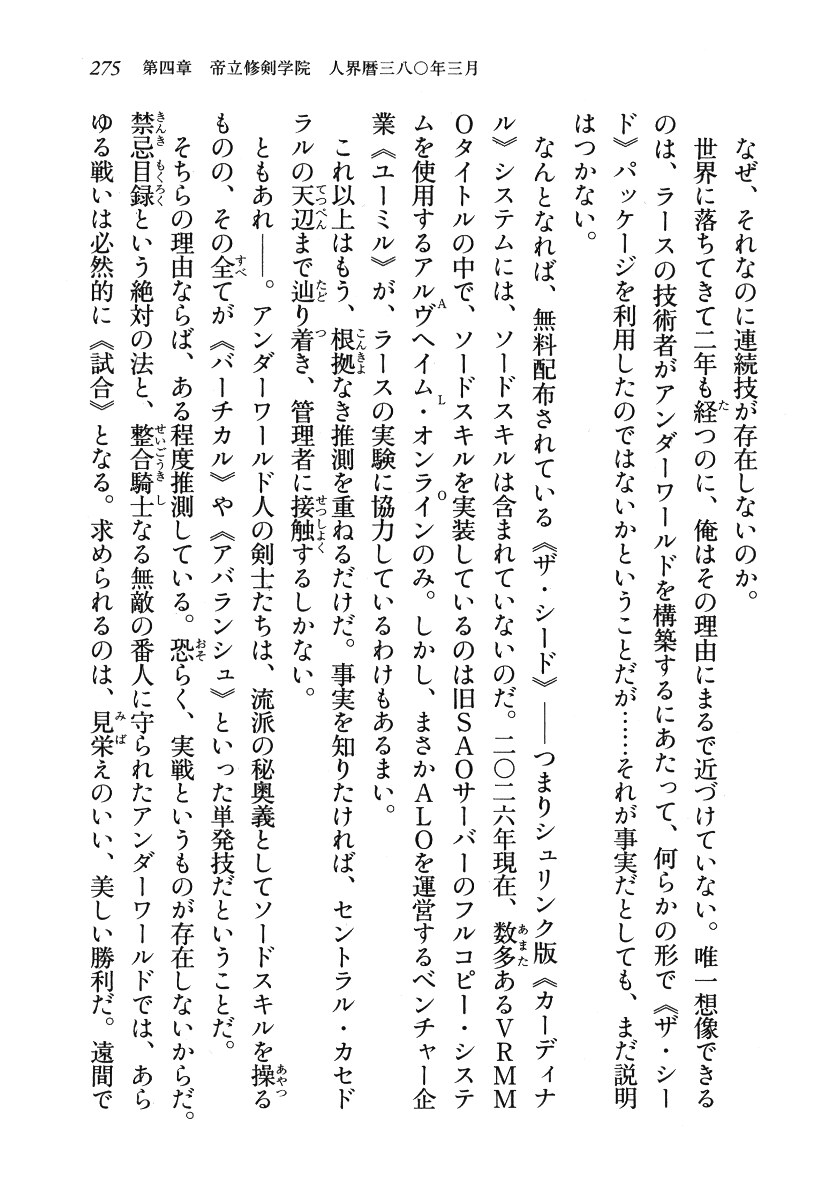 275　第四章　帝立修剣学院　人界暦三八〇年三月
　なぜ、それなのに連続技が存在しないのか。
　世界に落ちてきて二年も経つのに、俺はその理由にまるで近づけていない。唯一想像できる
のは、ラースの技術者がアンダーワールドを構築するにあたって、何らかの形で《ザ・シー
ド》パッケージを利用したのではないかということだが……それが事実だとしても、まだ説明
はつかない。
　なんとなれば、無料配布されている《ザ・シード》――つまりシュリンク版《カーディナ
ル》システムには、ソードスキルは含まれていないのだ。二〇二六年現在、数多あるVRMM
Oタイトルの中で、ソードスキルを実装しているのは旧SAOサーバーのフルコピー・システ
ムを使用するアルヴヘイム・オンラインのみ。しかし、まさかALOを運営するベンチャー企
業《ユーミル》が、ラースの実験に協力しているわけもあるまい。
　これ以上はもう、根拠なき推測を重ねるだけだ。事実を知りたければ、セントラル・カセド
ラルの天辺まで辿り着き、管理者に接触するしかない。
　ともあれ――。アンダーワールド人の剣士たちは、流派の秘奥義としてソードスキルを操る
ものの、その全てが《バーチカル》や《アバランシュ》といった単発技だということだ。
　そちらの理由ならば、ある程度推測している。恐らく、実戦というものが存在しないからだ。
禁忌目録という絶対の法と、整合騎士なる無敵の番人に守られたアンダーワールドでは、あら
ゆる戦いは必然的に《試合》となる。求められるのは、見栄えのいい、美しい勝利だ。遠間で